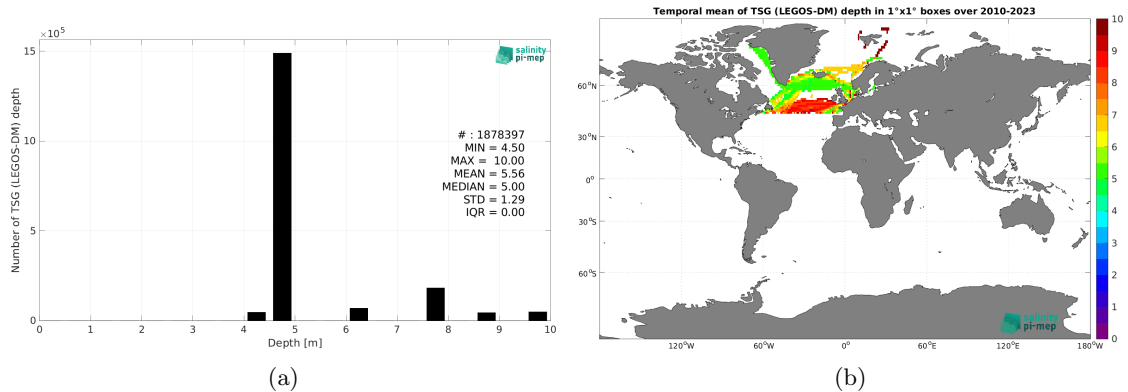 Number of TSG (LEGOS-DM) depth
×10⁵
15
10
5
0
0 1 2 3 4 5 6 7 8 9 10
Depth [m]
salinity
pi-mep
# : 1878397
MIN = 4.50
MAX = 10.00
MEAN = 5.56
MEDIAN = 5.00
STD = 1.29
IQR = 0.00
(a)
Temporal mean of TSG (LEGOS-DM) depth in 1°x1° boxes over 2010-2023
60°N
30°N
0°
30°S
60°S
120°W 60°W 0° 60°E 120°E 180°W
salinity
pi-mep
10
9
8
7
6
5
4
3
2
1
0
(b)